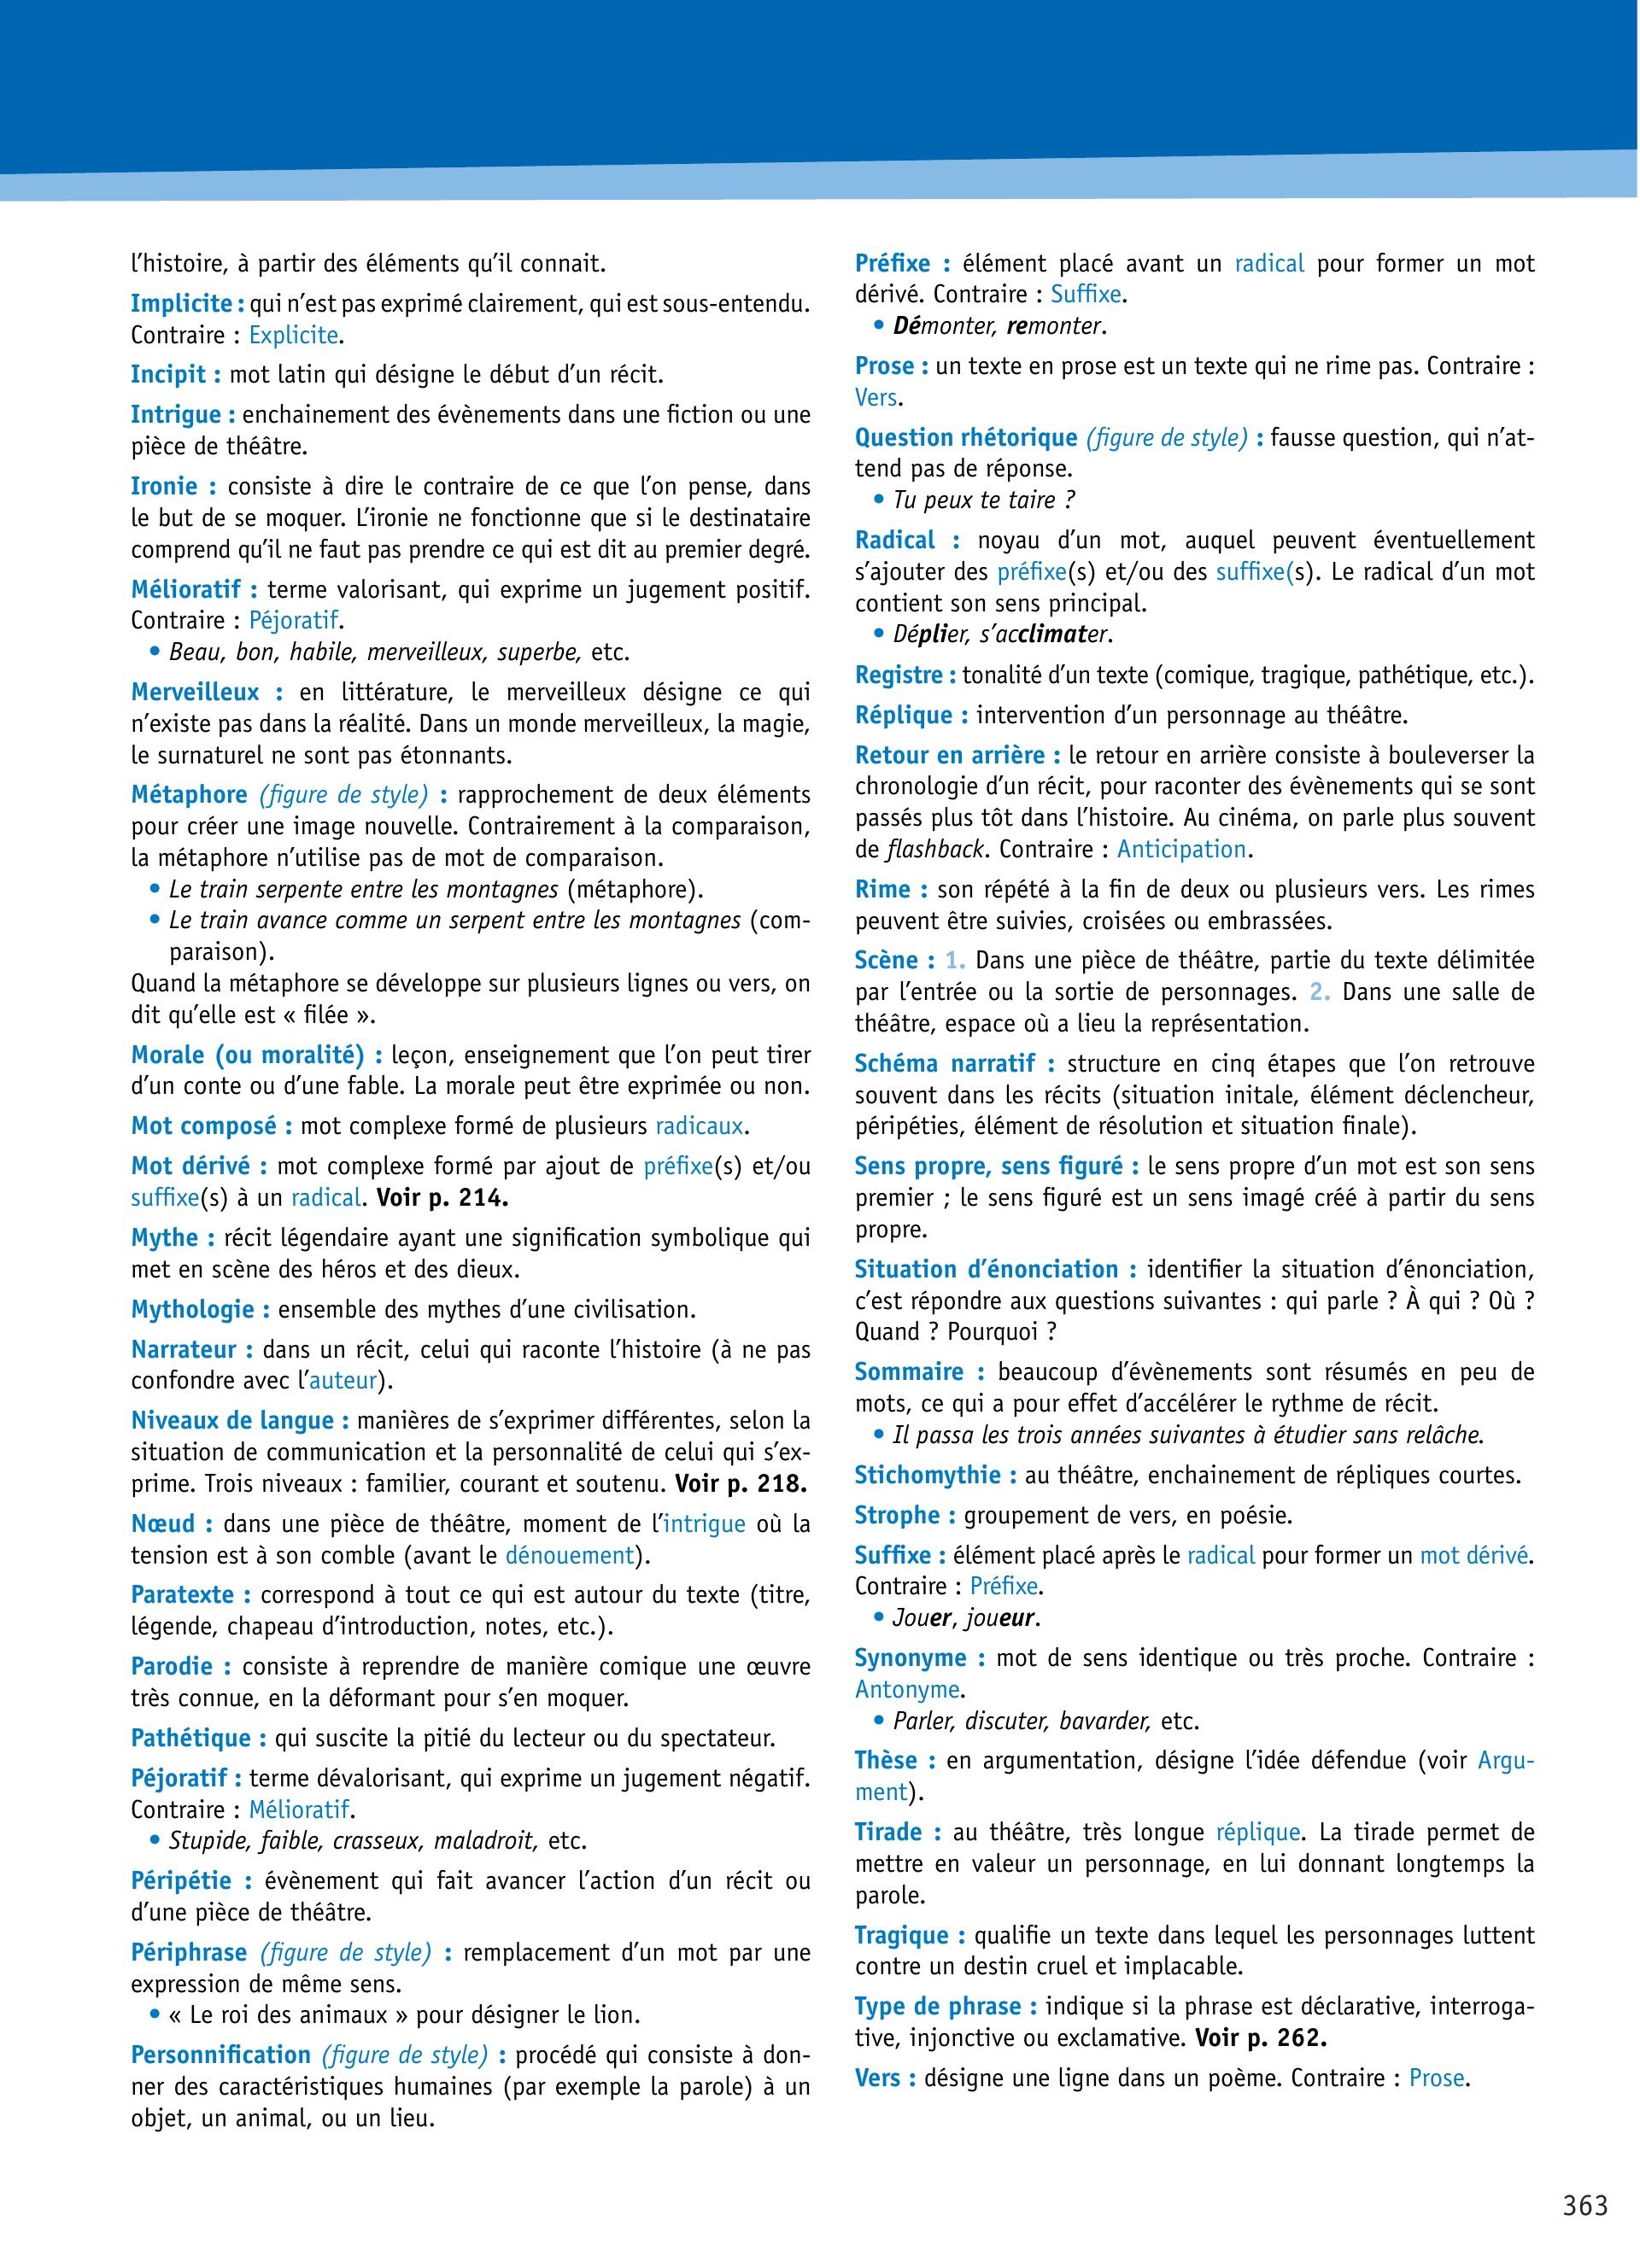 l’histoire, à partir des éléments qu’il connait.
Implicite : qui n’est pas exprimé clairement, qui est sous-entendu.
Contraire : Explicite.
Incipit : mot latin qui désigne le début d’un récit.
Intrigue : enchainement des évènements dans une fiction ou une
pièce de théâtre.
Ironie : consiste à dire le contraire de ce que l’on pense, dans
le but de se moquer. L’ironie ne fonctionne que si le destinataire
comprend qu’il ne faut pas prendre ce qui est dit au premier degré.
Mélioratif : terme valorisant, qui exprime un jugement positif.
Contraire : Péjoratif.
• Beau, bon, habile, merveilleux, superbe, etc.
Merveilleux : en littérature, le merveilleux désigne ce qui
n’existe pas dans la réalité. Dans un monde merveilleux, la magie,
le surnaturel ne sont pas étonnants.
Métaphore (figure de style) : rapprochement de deux éléments
pour créer une image nouvelle. Contrairement à la comparaison,
la métaphore n’utilise pas de mot de comparaison.
• Le train serpente entre les montagnes (métaphore).
• Le train avance comme un serpent entre les montagnes (com-
paraison).
Quand la métaphore se développe sur plusieurs lignes ou vers, on
dit qu’elle est « filée ».
Morale (ou moralité) : leçon, enseignement que l’on peut tirer
d’un conte ou d’une fable. La morale peut être exprimée ou non.
Mot composé : mot complexe formé de plusieurs radicaux.
Mot dérivé : mot complexe formé par ajout de préfixe(s) et/ou
suffixe(s) à un radical. Voir p. 214.
Mythe : récit légendaire ayant une signification symbolique qui
met en scène des héros et des dieux.
Mythologie : ensemble des mythes d’une civilisation.
Narrateur : dans un récit, celui qui raconte l’histoire (à ne pas
confondre avec l’auteur).
Niveaux de langue : manières de s’exprimer différentes, selon la
situation de communication et la personnalité de celui qui s’ex-
prime. Trois niveaux : familier, courant et soutenu. Voir p. 218.
Nœud : dans une pièce de théâtre, moment de l’intrigue où la
tension est à son comble (avant le dénouement).
Paratexte : correspond à tout ce qui est autour du texte (titre,
légende, chapeau d’introduction, notes, etc.).
Parodie : consiste à reprendre de manière comique une œuvre
très connue, en la déformant pour s’en moquer.
Pathétique : qui suscite la pitié du lecteur ou du spectateur.
Péjoratif : terme dévalorisant, qui exprime un jugement négatif.
Contraire : Mélioratif.
• Stupide, faible, crasseux, maladroit, etc.
Péripétie : évènement qui fait avancer l’action d’un récit ou
d’une pièce de théâtre.
Périphrase (figure de style) : remplacement d’un mot par une
expression de même sens.
• « Le roi des animaux » pour désigner le lion.
Personnification (figure de style) : procédé qui consiste à don-
ner des caractéristiques humaines (par exemple la parole) à un
objet, un animal, ou un lieu.
Préfixe : élément placé avant un radical pour former un mot
dérivé. Contraire : Suffixe.
• Démonter, remonter.
Prose : un texte en prose est un texte qui ne rime pas. Contraire :
Vers.
Question rhétorique (figure de style) : fausse question, qui n’at-
tend pas de réponse.
• Tu peux te taire ?
Radical : noyau d’un mot, auquel peuvent éventuellement
s’ajouter des préfixe(s) et/ou des suffixe(s). Le radical d’un mot
contient son sens principal.
• Déplier, s’acclimater.
Registre : tonalité d’un texte (comique, tragique, pathétique, etc.).
Réplique : intervention d’un personnage au théâtre.
Retour en arrière : le retour en arrière consiste à bouleverser la
chronologie d’un récit, pour raconter des évènements qui se sont
passés plus tôt dans l’histoire. Au cinéma, on parle plus souvent
de flashback. Contraire : Anticipation.
Rime : son répété à la fin de deux ou plusieurs vers. Les rimes
peuvent être suivies, croisées ou embrassées.
Scène : 1. Dans une pièce de théâtre, partie du texte délimitée
par l’entrée ou la sortie de personnages. 2. Dans une salle de
théâtre, espace où a lieu la représentation.
Schéma narratif : structure en cinq étapes que l’on retrouve
souvent dans les récits (situation initale, élément déclencheur,
péripéties, élément de résolution et situation finale).
Sens propre, sens figuré : le sens propre d’un mot est son sens
premier ; le sens figuré est un sens imagé créé à partir du sens
propre.
Situation d’énonciation : identifier la situation d’énonciation,
c’est répondre aux questions suivantes : qui parle ? À qui ? Où ?
Quand ? Pourquoi ?
Sommaire : beaucoup d’évènements sont résumés en peu de
mots, ce qui a pour effet d’accélérer le rythme de récit.
• Il passa les trois années suivantes à étudier sans relâche.
Stichomythie : au théâtre, enchainement de répliques courtes.
Strophe : groupement de vers, en poésie.
Suffixe : élément placé après le radical pour former un mot dérivé.
Contraire : Préfixe.
• Jouer, joueur.
Synonyme : mot de sens identique ou très proche. Contraire :
Antonyme.
• Parler, discuter, bavarder, etc.
Thèse : en argumentation, désigne l’idée défendue (voir Argu-
ment).
Tirade : au théâtre, très longue réplique. La tirade permet de
mettre en valeur un personnage, en lui donnant longtemps la
parole.
Tragique : qualifie un texte dans lequel les personnages luttent
contre un destin cruel et implacable.
Type de phrase : indique si la phrase est déclarative, interroga-
tive, injonctive ou exclamative. Voir p. 262.
Vers : désigne une ligne dans un poème. Contraire : Prose.
363